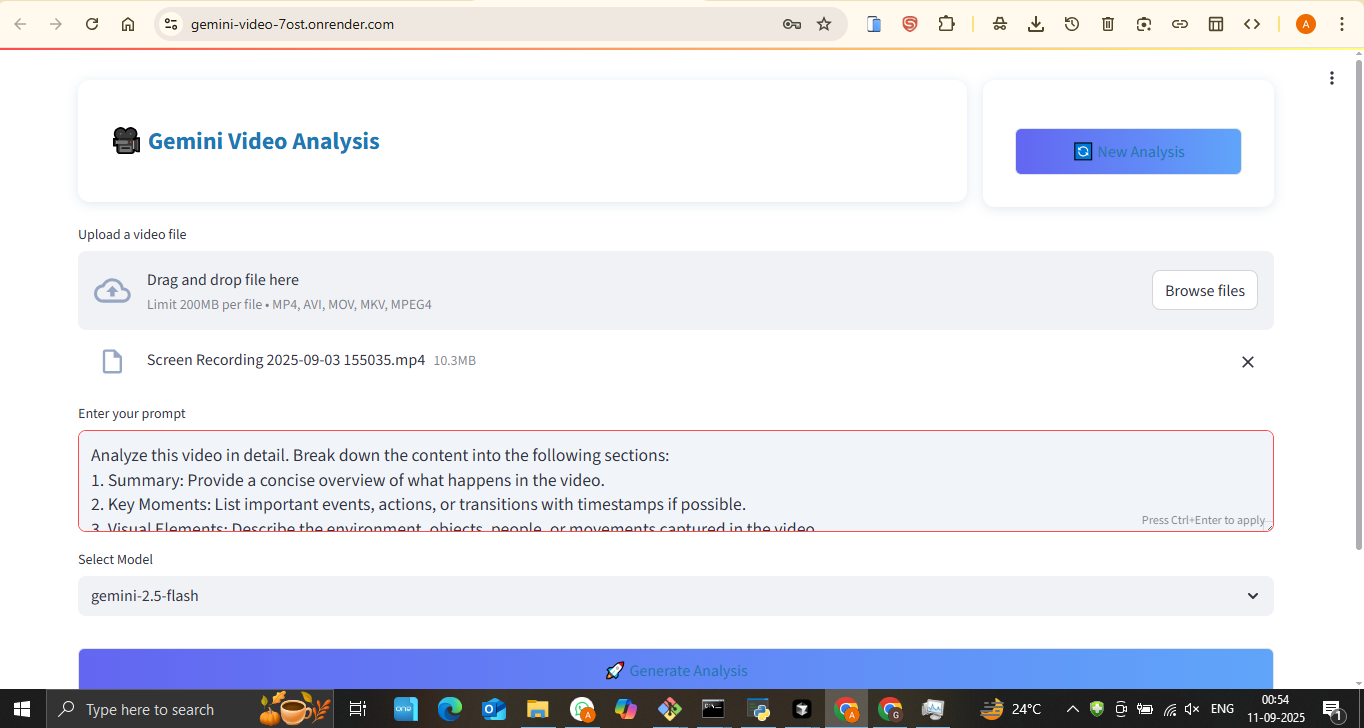 gemini-video-7ost.onrender.com
A
Gemini Video Analysis
New Analysis
Upload a video file
Drag and drop file here
Limit 200MB per file • MP4, AVI, MOV, MKV, MPEG4
Browse files
Screen Recording 2025-09-03 155035.mp4 10.3MB
Enter your prompt
Analyze this video in detail. Break down the content into the following sections:
1. Summary: Provide a concise overview of what happens in the video.
2. Key Moments: List important events, actions, or transitions with timestamps if possible.
3. Visual Elements: Describe the environment, objects, people, or movements captured in the video.
Press Ctrl+Enter to apply
Select Model
gemini-2.5-flash
Generate Analysis
Type here to search
one
A
A
G
24°C
ENG
00:54
11-09-2025
1